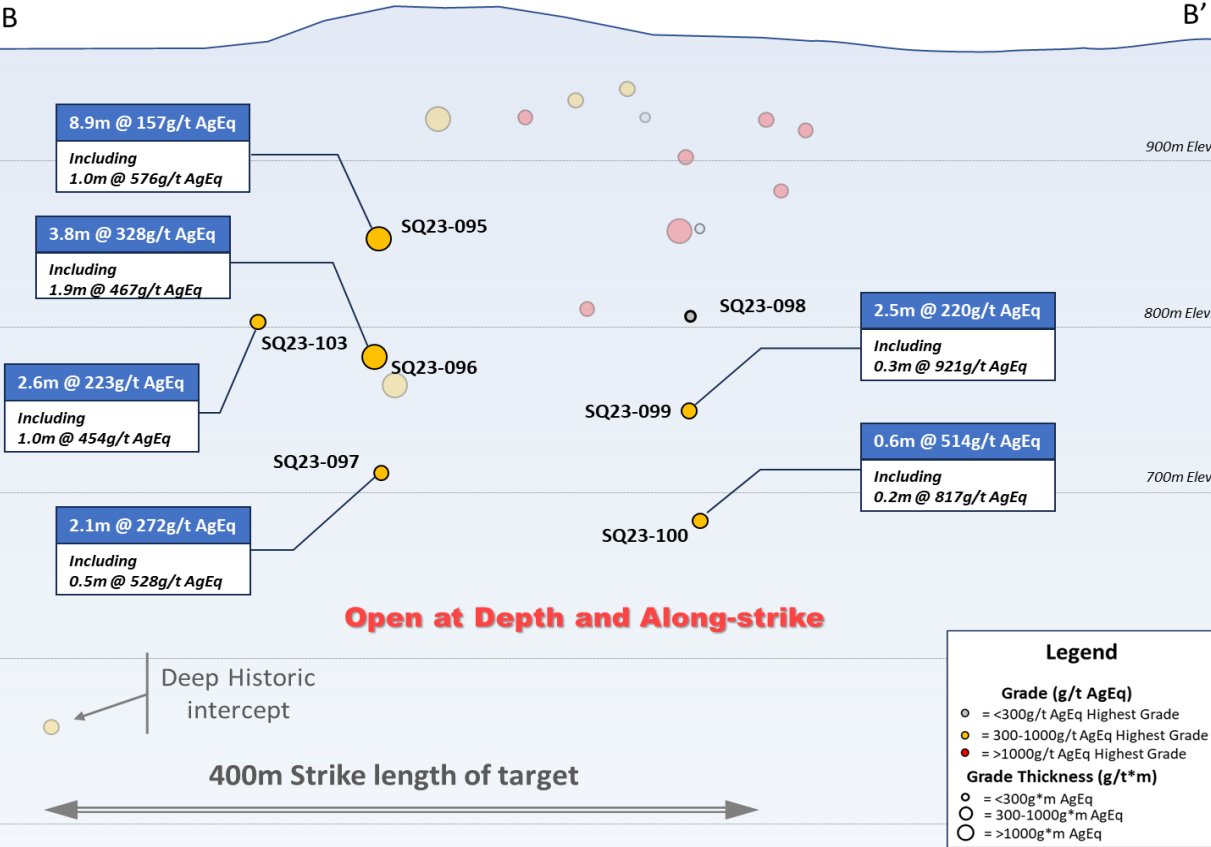 B
B’
8.9m @ 157g/t AgEq
Including
1.0m @ 576g/t AgEq
900m Elev
SQ23-095
3.8m @ 328g/t AgEq
Including
1.9m @ 467g/t AgEq
SQ23-098
2.5m @ 220g/t AgEq
Including
0.3m @ 921g/t AgEq
800m Elev
SQ23-103
SQ23-096
2.6m @ 223g/t AgEq
Including
1.0m @ 454g/t AgEq
SQ23-099
0.6m @ 514g/t AgEq
Including
0.2m @ 817g/t AgEq
SQ23-097
700m Elev
2.1m @ 272g/t AgEq
Including
0.5m @ 528g/t AgEq
SQ23-100
Open at Depth and Along-strike
Deep Historic
intercept
400m Strike length of target
Legend
Grade (g/t AgEq)
= <300g/t AgEq Highest Grade
= 300-1000g/t AgEq Highest Grade
= >1000g/t AgEq Highest Grade
Grade Thickness (g/t*m)
= <300g*m AgEq
= 300-1000g*m AgEq
= >1000g*m AgEq